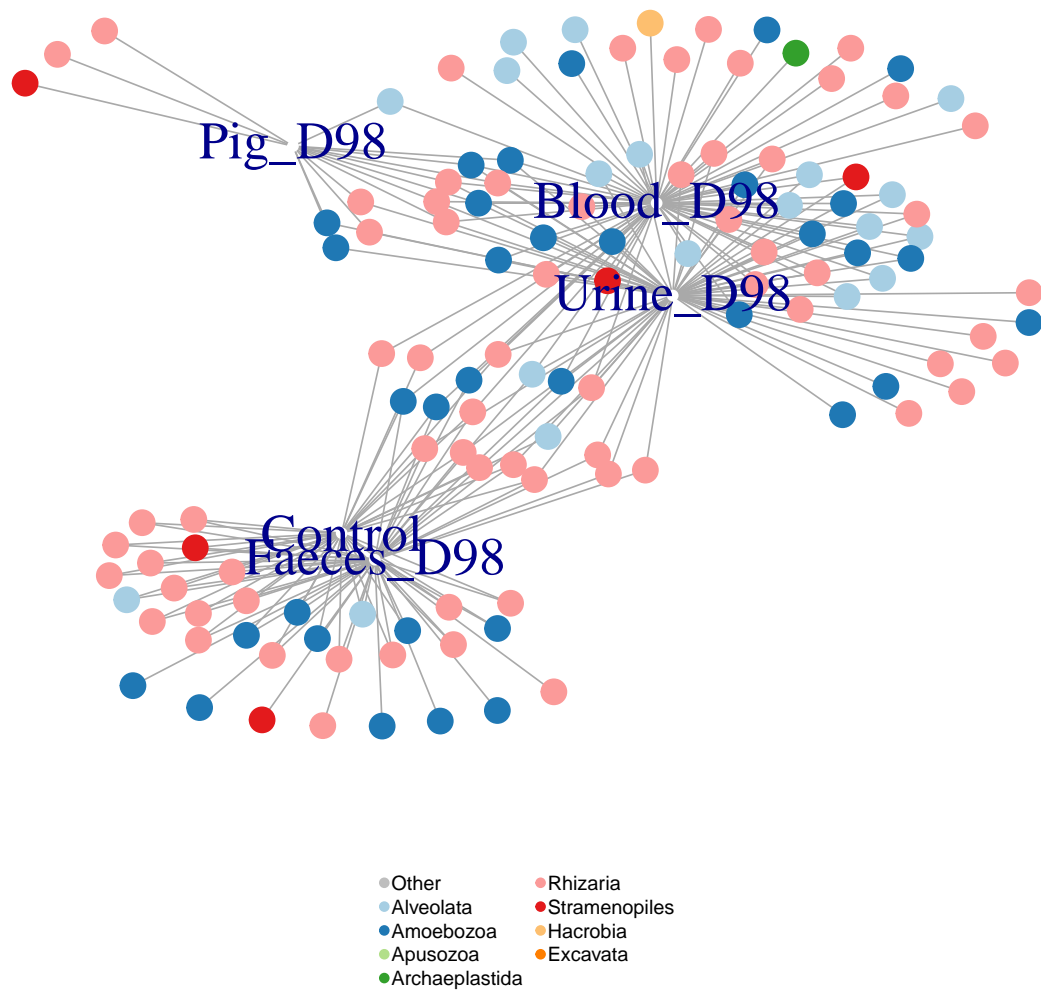 Pig_D98
Blood_D98
Urine_D98
Control
Faeces_D98
Other
Alveolata
Amoebozoa
Apusozoa
Archaeplastida
Rhizaria
Stramenopiles
Hacrobia
Excavata